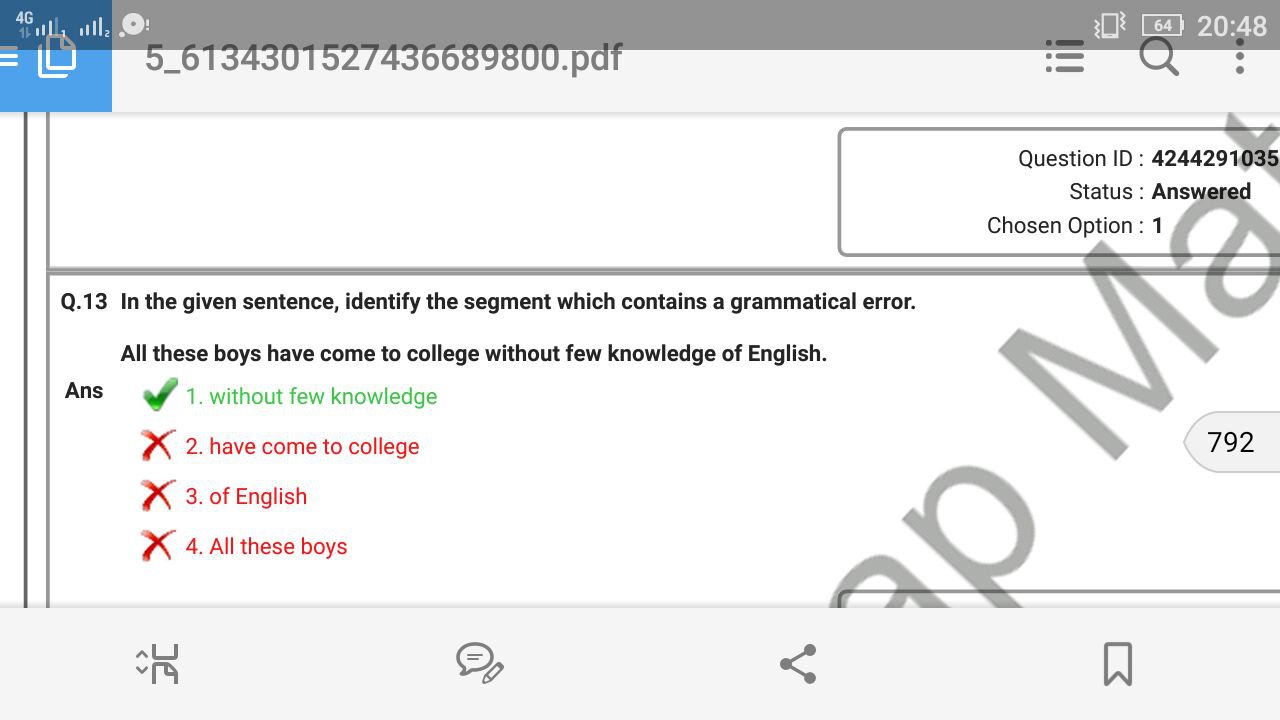 4G 1 2 ! 64 20:48
5_6134301527436689800.pdf
Question ID : 4244291035
Status : Answered
Chosen Option : 1
Q.13 In the given sentence, identify the segment which contains a grammatical error.
All these boys have come to college without few knowledge of English.
Ans
1. without few knowledge
2. have come to college
3. of English
4. All these boys
792
ap Mat